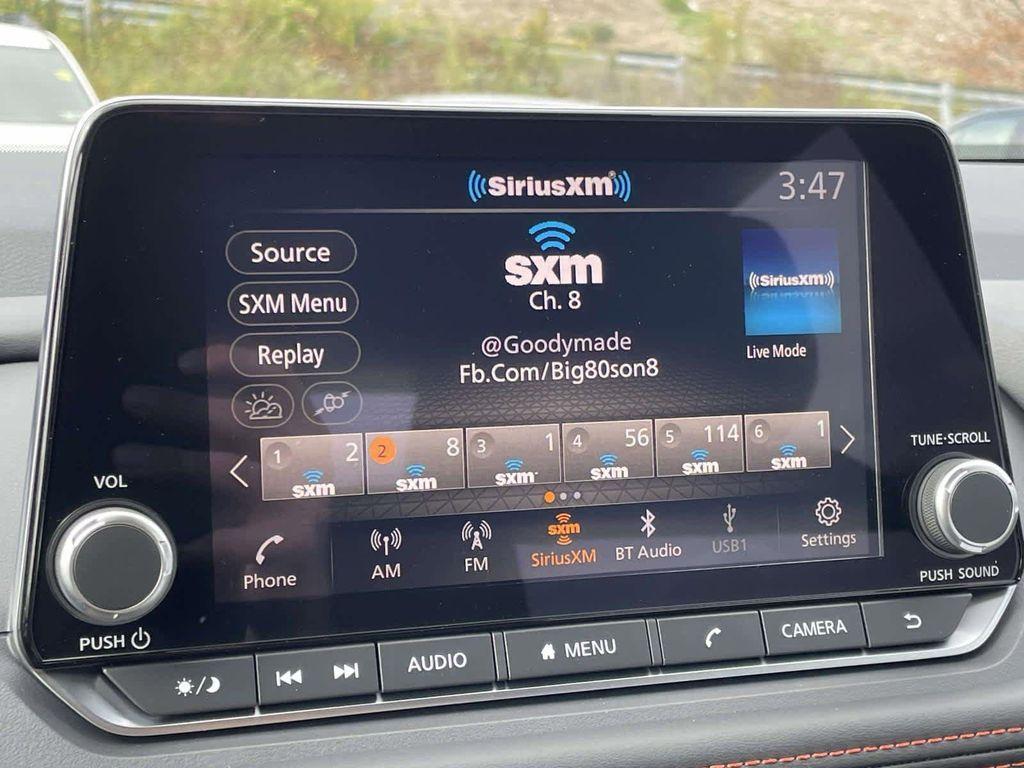 SiriusXM
3:47
Source
SXM Menu
Replay
sxm
Ch. 8
@Goodymade
Fb.Com/Big80son8
SiriusXM
Live Mode
1 2 sxm
2 8 sxm
3 1 sxm
4 56 sxm
5 114 sxm
6 1 sxm
Phone
AM
FM
sxm
SiriusXM
BT Audio
USB1
Settings
VOL
PUSH
TUNE·SCROLL
PUSH SOUND
AUDIO
MENU
CAMERA